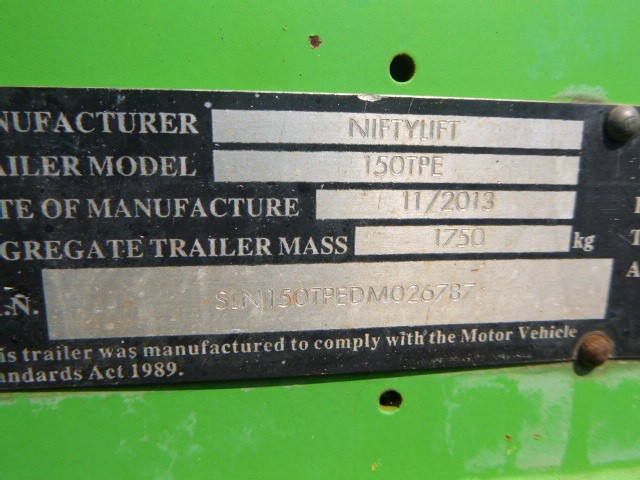 NUFACTURER NIFTYLIFT
AILER MODEL 150TPE
TE OF MANUFACTURE 11/2013
GREGATE TRAILER MASS 1750 kg
.N.
is trailer was manufactured to comply with the Motor Vehicle
andards Act 1989.